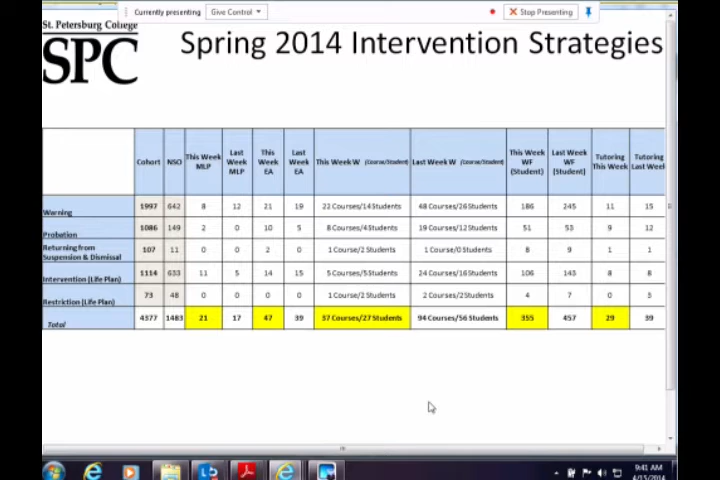 Currently presenting Give Control Stop Presenting
St. Petersburg College
SPC
Spring 2014 Intervention Strategies
Cohort NSO This Week MLP Last Week MLP This Week EA Last Week EA This Week W (Course/Student) Last Week W (Course/Student) This Week WF (Student) Last Week WF (Student) Tutoring This Week Tutoring Last Week
Warning 1997 642 8 12 21 19 22 Courses/14 Students 48 Courses/26 Students 186 245 11 15
Probation 1086 149 2 0 10 5 8 Courses/4 Students 19 Courses/12 Students 51 53 9 12
Returning from Suspension & Dismissal 107 11 0 0 2 0 1 Course/2 Students 1 Course/0 Students 8 9 1 1
Intervention (Life Plan) 1114 633 11 5 14 15 5 Courses/5 Students 24 Courses/16 Students 106 143 8 8
Restriction (Life Plan) 73 48 0 0 0 0 1 Course/2 Students 2 Courses/2 Students 4 7 0 3
Total 4377 1483 21 17 47 39 37 Courses/27 Students 94 Courses/56 Students 355 457 29 39
9:41 AM
4/15/2014